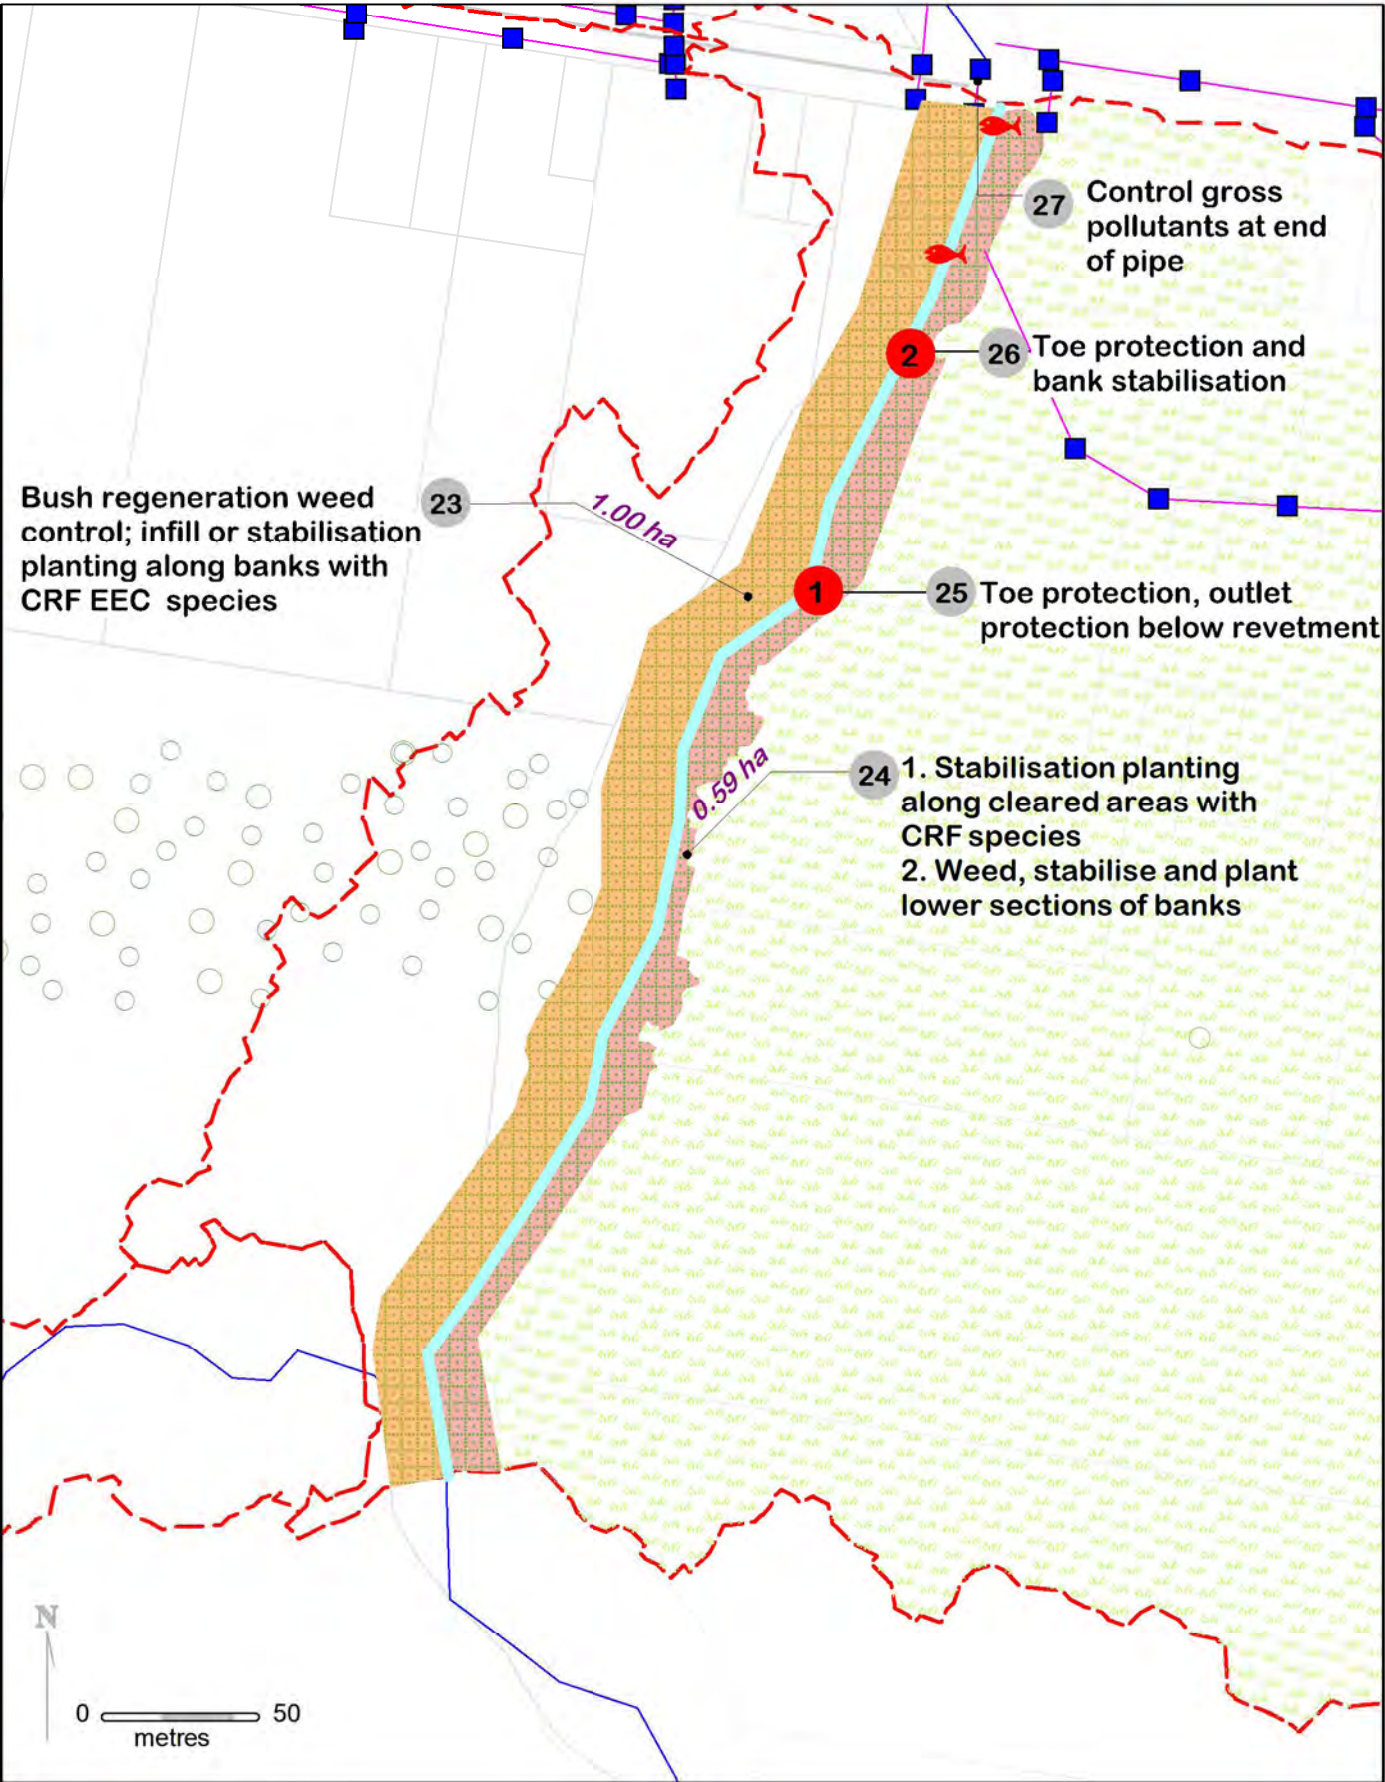 27
Control gross
pollutants at end
of pipe
2
26
Toe protection and
bank stabilisation
Bush regeneration weed
control; infill or stabilisation
planting along banks with
CRF EEC species
23
1.00 ha
1
25
Toe protection, outlet
protection below revetment
0.59 ha
24
1. Stabilisation planting
along cleared areas with
CRF species
2. Weed, stabilise and plant
lower sections of banks
N
0 50
metres